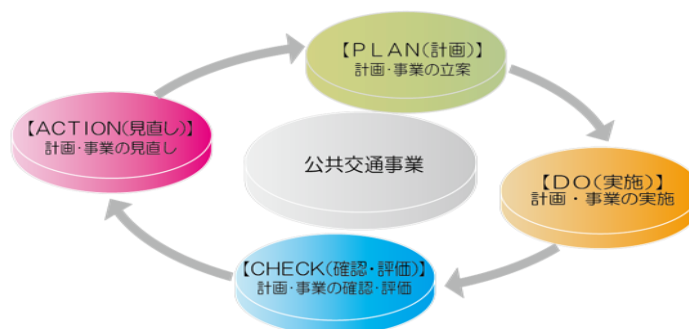 【PLAN(計画)】
計画・事業の立案
【ACTION(見直し)】
計画・事業の見直し
公共交通事業
【DO(実施)】
計画・事業の実施
【CHECK(確認・評価)】
計画・事業の確認・評価